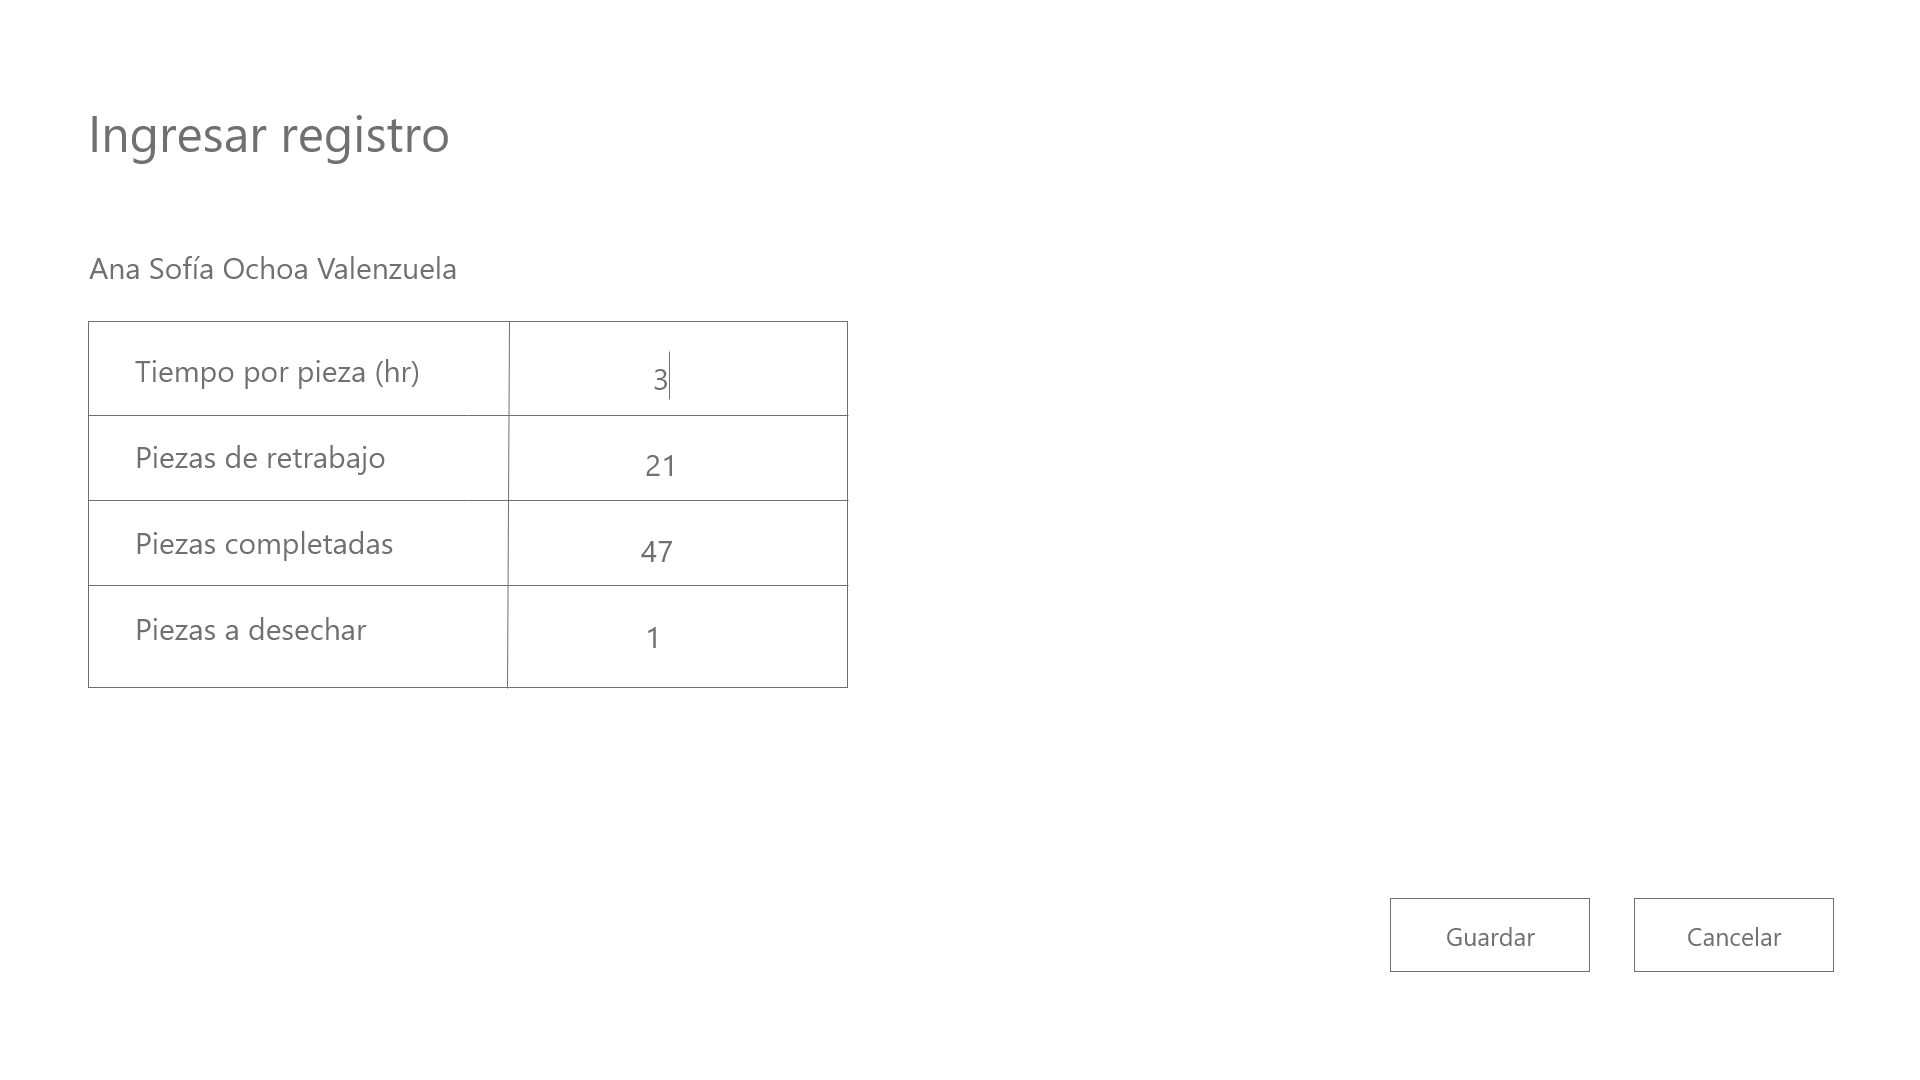 Ingresar registro
Ana Sofía Ochoa Valenzuela
Tiempo por pieza (hr) 3
Piezas de retrabajo 21
Piezas completadas 47
Piezas a desechar 1
Guardar Cancelar